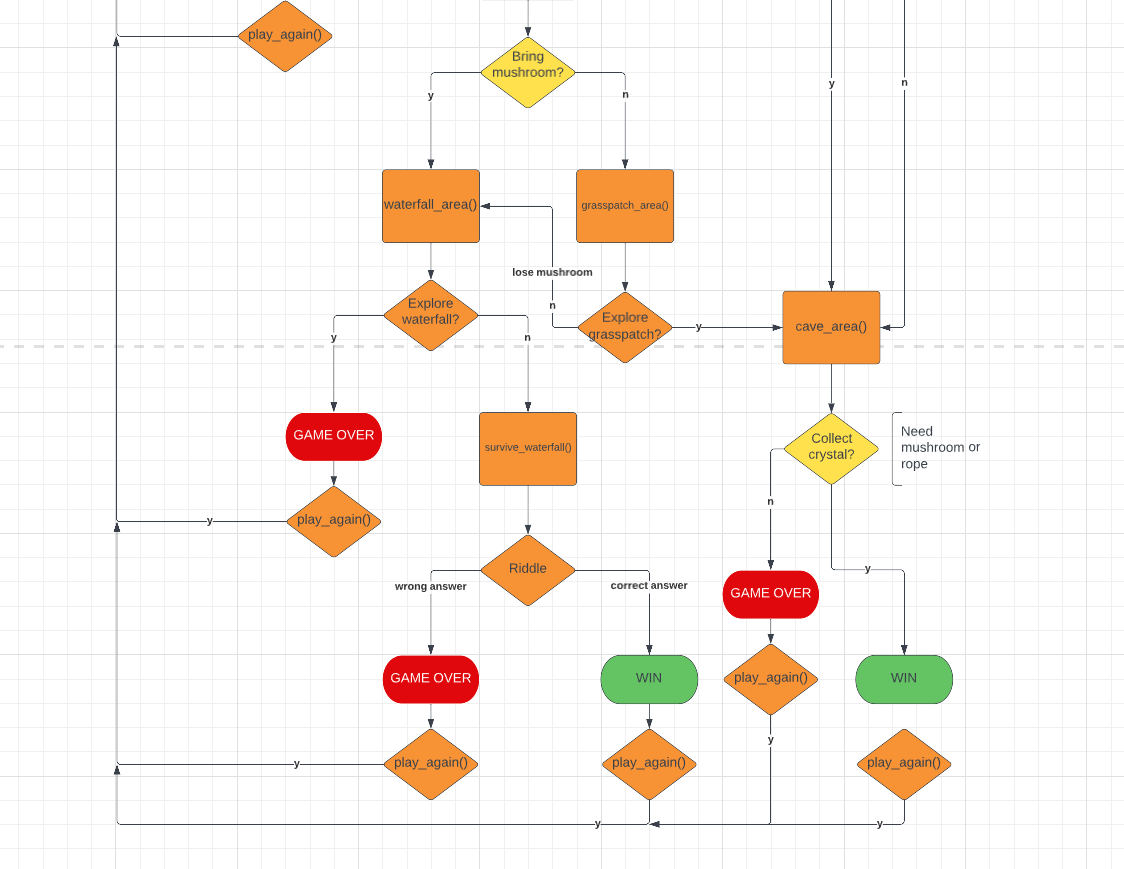 play_again()
Bring
mushroom?
y
n
y
n
waterfall_area()
grasspatch_area()
lose mushroom
n
Explore
waterfall?
Explore
grasspatch?
y
cave_area()
y
n
GAME OVER
survive_waterfall()
Collect
crystal?
Need
mushroom or
rope
n
play_again()
y
Riddle
wrong answer
correct answer
y
GAME OVER
GAME OVER
WIN
play_again()
WIN
y
play_again()
y
play_again()
play_again()
y
y